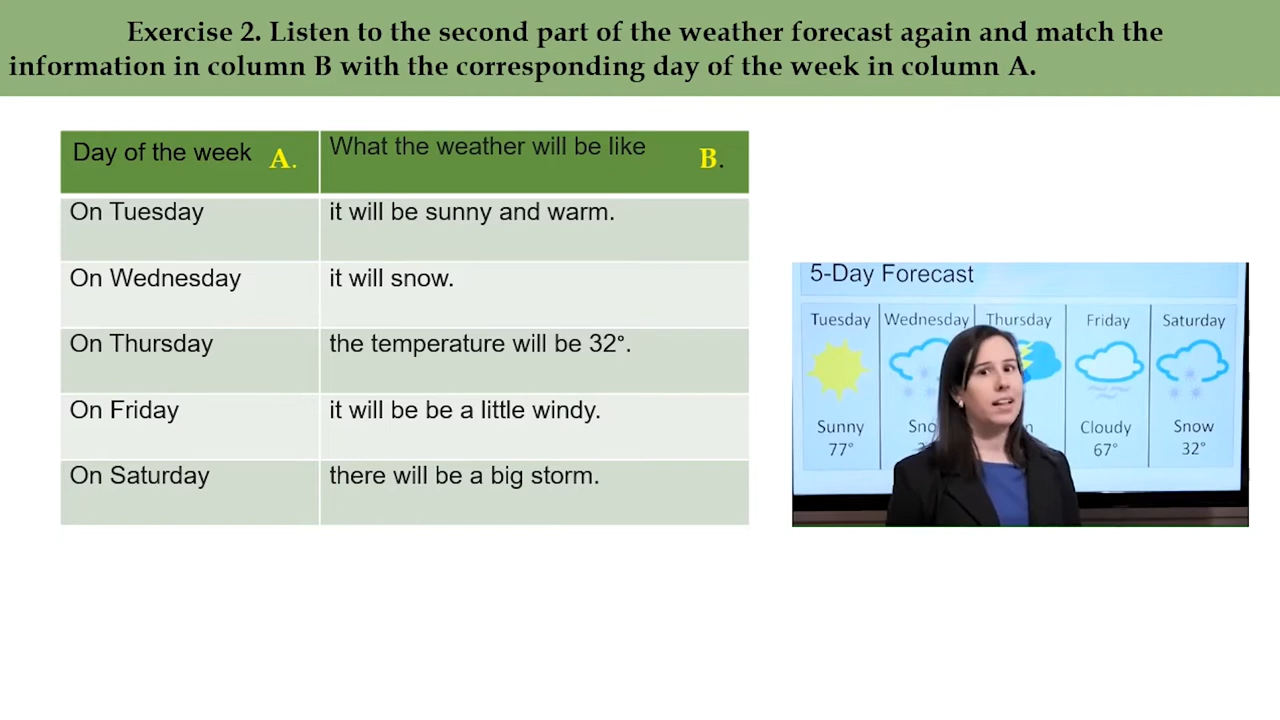 Exercise 2. Listen to the second part of the weather forecast again and match the
information in column B with the corresponding day of the week in column A.
Day of the week A. What the weather will be like B.
On Tuesday it will be sunny and warm.
On Wednesday it will snow.
On Thursday the temperature will be 32°.
On Friday it will be be a little windy.
On Saturday there will be a big storm.
5-Day Forecast
Tuesday Wednesday Thursday Friday Saturday
Sunny Cloudy Snow
77° 67° 32°